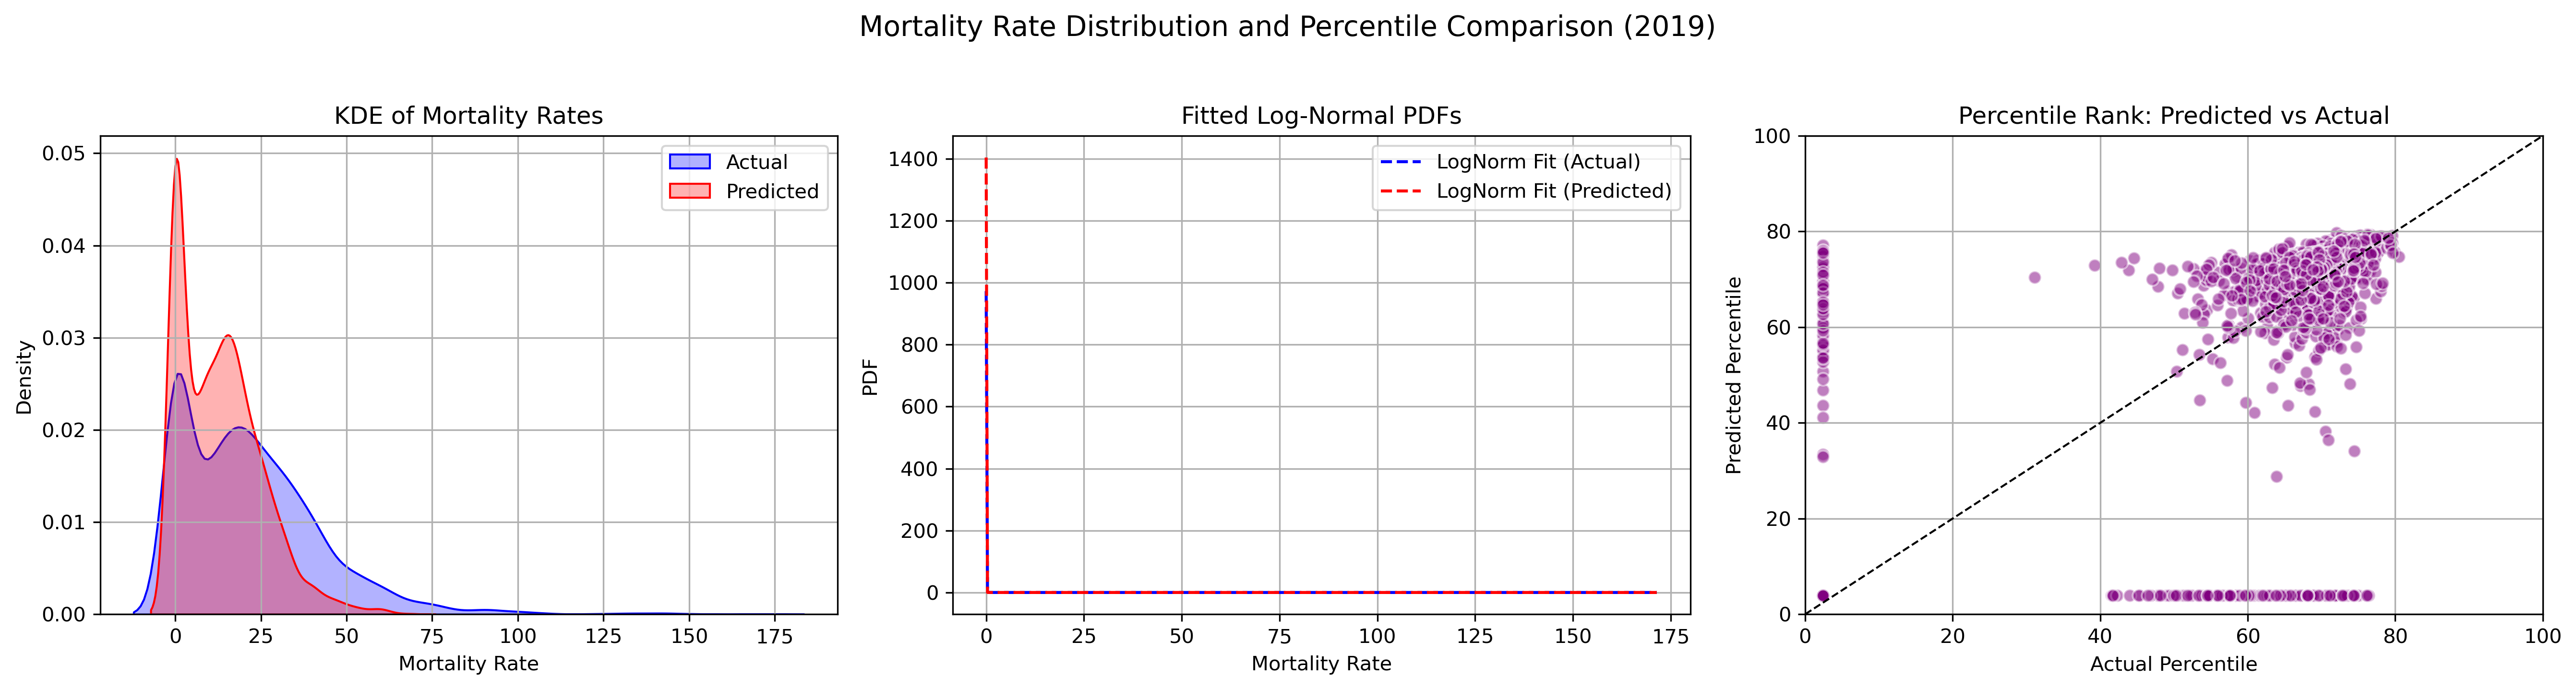 Mortality Rate Distribution and Percentile Comparison (2019)
KDE of Mortality Rates
Density
0.05
0.04
0.03
0.02
0.01
0.00
Actual
Predicted
0 25 50 75 100 125 150 175
Mortality Rate
Fitted Log-Normal PDFs
PDF
1400
1200
1000
800
600
400
200
0
LogNorm Fit (Actual)
LogNorm Fit (Predicted)
0 25 50 75 100 125 150 175
Mortality Rate
Percentile Rank: Predicted vs Actual
Predicted Percentile
100
80
60
40
20
0
0 20 40 60 80 100
Actual Percentile